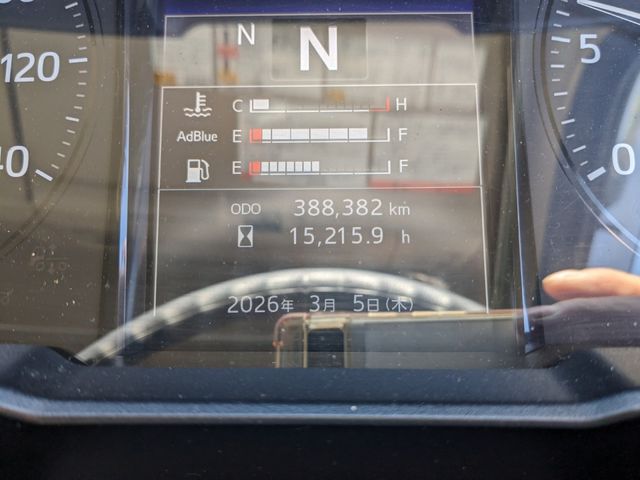 N N
120 5
C H
AdBlue E F
40 0
E F
ODO 388,382 km
15,215.9 h
2026年 3月 5日(木)